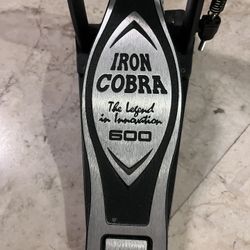 IRON
COBRA
The Legend
in Innovation
600